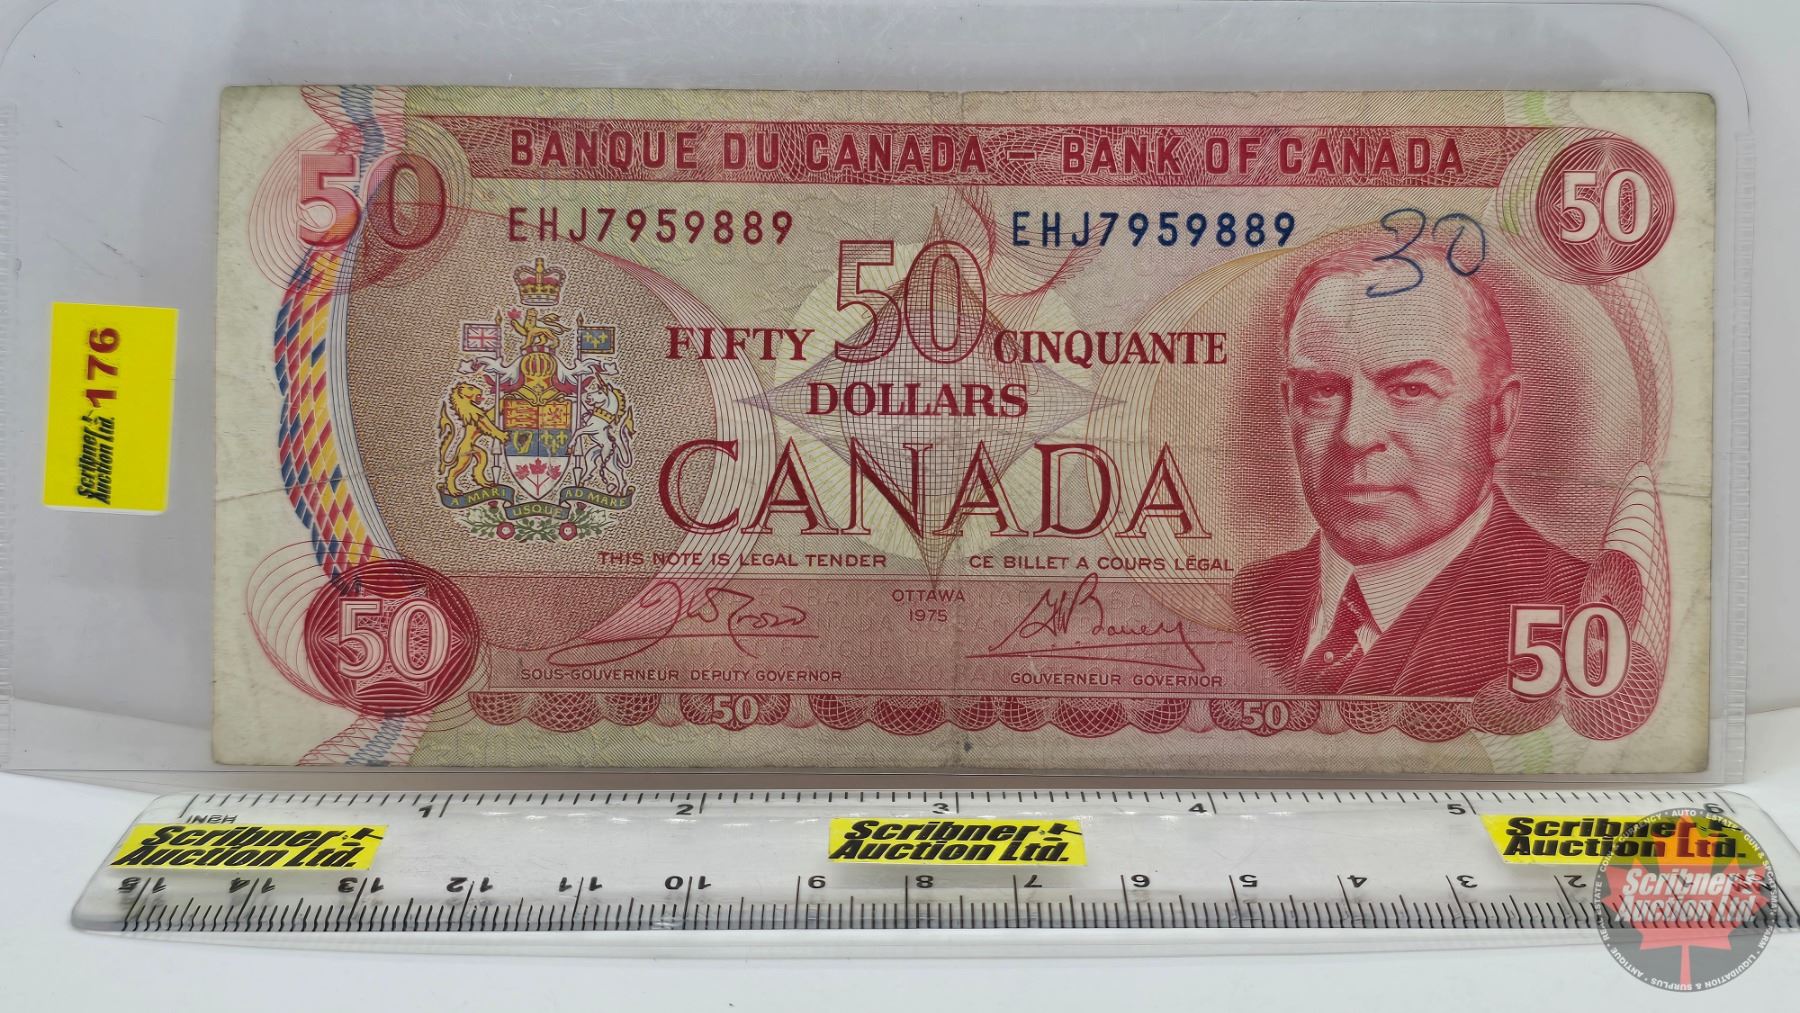 BANQUE DU CANADA – BANK OF CANADA
50 50
EHJ7959889 EHJ7959889 30
50
FIFTY CINQUANTE
DOLLARS
CANADA
A MARI USQUE AD MARE
THIS NOTE IS LEGAL TENDER CE BILLET A COURS LÉGAL
OTTAWA
1975
50 50
SOUS-GOUVERNEUR DEPUTY GOVERNOR GOUVERNEUR GOVERNOR
50 50
Scribner Auction Ltd. 176
INCH 1 2 3 4 5 6
Scribner Auction Ltd. Scribner Auction Ltd. Scribner Auction Ltd.
15 14 13 12 11 10 9 8 7 6 5 4 3 2
Scribner
Auction Ltd.